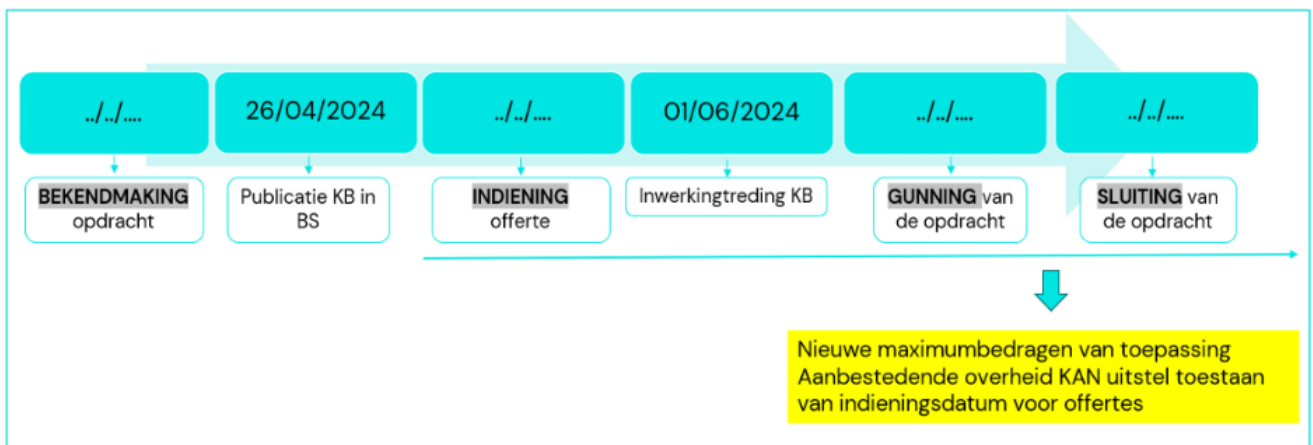 ../../....
26/04/2024
../../....
01/06/2024
../../....
../../....
BEKENDMAKING
opdracht
Publicatie KB in
BS
INDIENING
offerte
Inwerkingtreding KB
GUNNING van
de opdracht
SLUITING van
de opdracht
Nieuwe maximumbedragen van toepassing
Aanbestedende overheid KAN uitstel toestaan
van indieningsdatum voor offertes